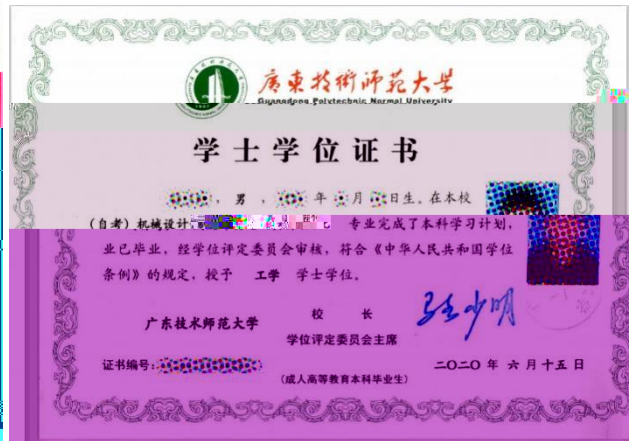 廣東技術師范大学
Guangdong Polytechnic Normal University
学士学位证书
，男，年月日生。在本校
（自考）机械设计 专业完成了本科学习计划，
业已毕业，经学位评定委员会审核，符合《中华人民共和国学位
条例》的规定，授予 工学 学士学位。
广东技术师范大学
校 长
学位评定委员会主席
证书编号：
二〇二〇 年 六 月 十五 日
（成人高等教育本科毕业生）